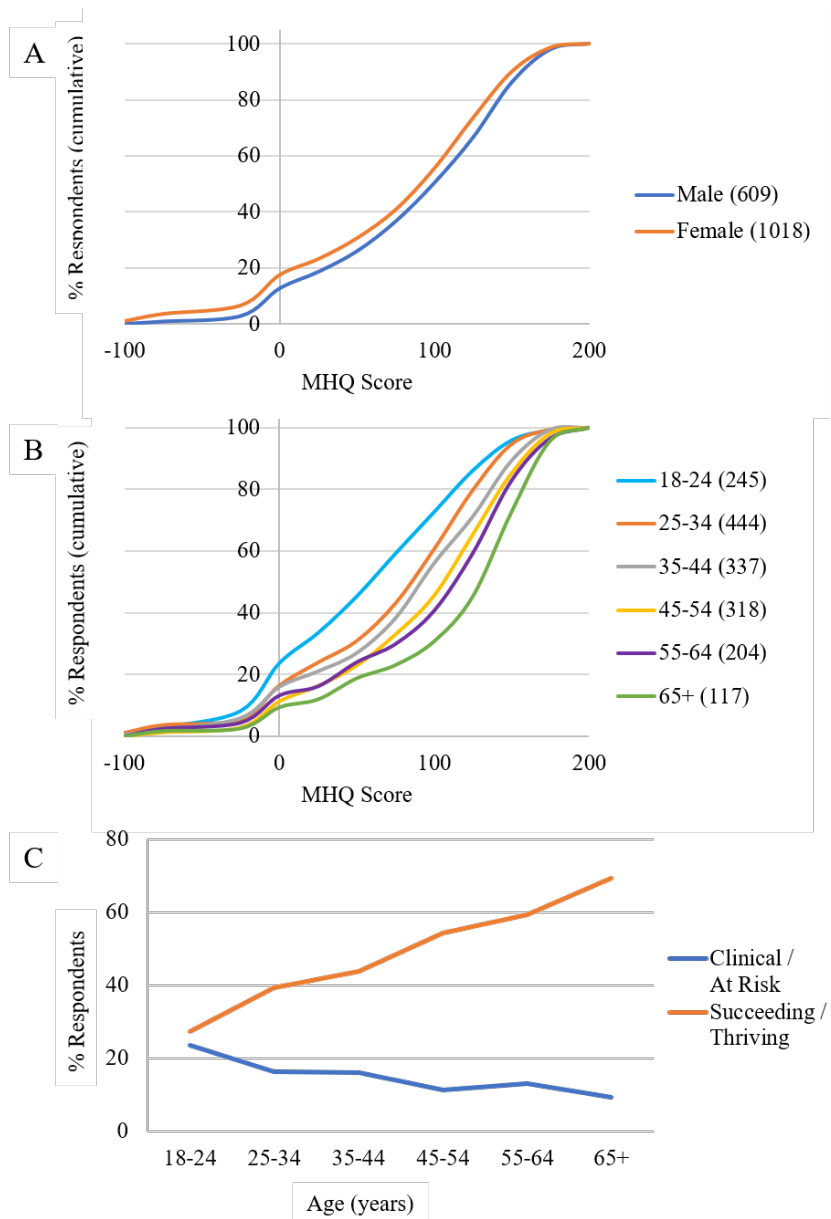 A
% Respondents (cumulative)
100
80
60
40
20
0
-100
0
100
200
MHQ Score
Male (609)
Female (1018)
B
% Respondents (cumulative)
100
80
60
40
20
0
-100
0
100
200
MHQ Score
18-24 (245)
25-34 (444)
35-44 (337)
45-54 (318)
55-64 (204)
65+ (117)
C
% Respondents
80
60
40
20
0
18-24
25-34
35-44
45-54
55-64
65+
Age (years)
Clinical /
At Risk
Succeeding /
Thriving